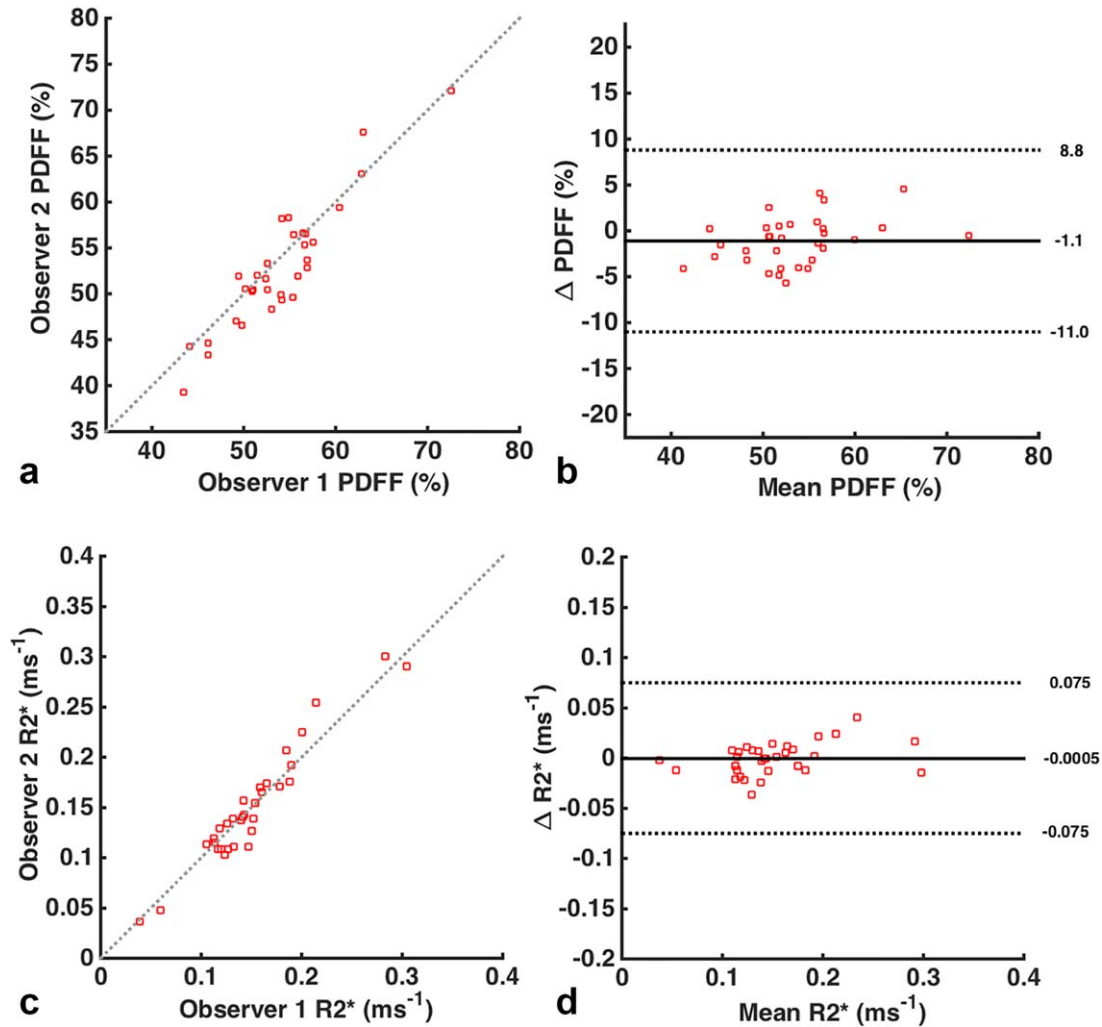 80
75
70
65
60
55
50
45
40
35
Observer 2 PDFF (%)
40 50 60 70 80
Observer 1 PDFF (%)
a
20
15
10
5
0
-5
-10
-15
-20
Δ PDFF (%)
8.8
-1.1
-11.0
40 50 60 70 80
Mean PDFF (%)
b
0.4
0.35
0.3
0.25
0.2
0.15
0.1
0.05
0
Observer 2 R2* (ms⁻¹)
0 0.1 0.2 0.3 0.4
Observer 1 R2* (ms⁻¹)
c
0.2
0.15
0.1
0.05
0
-0.05
-0.1
-0.15
-0.2
Δ R2* (ms⁻¹)
0.075
-0.0005
-0.075
0 0.1 0.2 0.3 0.4
Mean R2* (ms⁻¹)
d